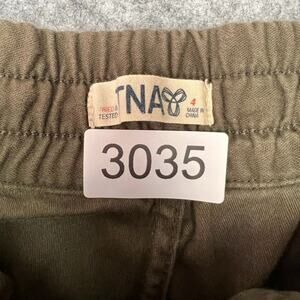 TRIED &
TESTED
TNA
4
MADE IN
CHINA
3035